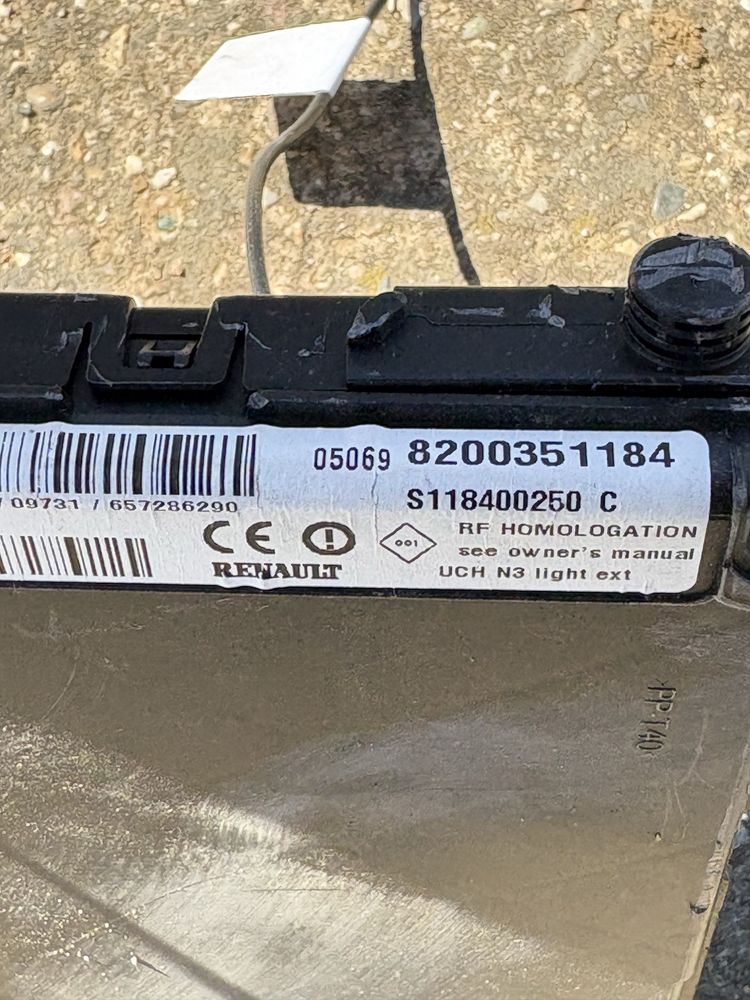 05069 8200351184
/ 09731 / 657286290
S118400250 C
CE
RENAULT
001
RF HOMOLOGATION
see owner's manual
UCH N3 light ext
>PP T40<